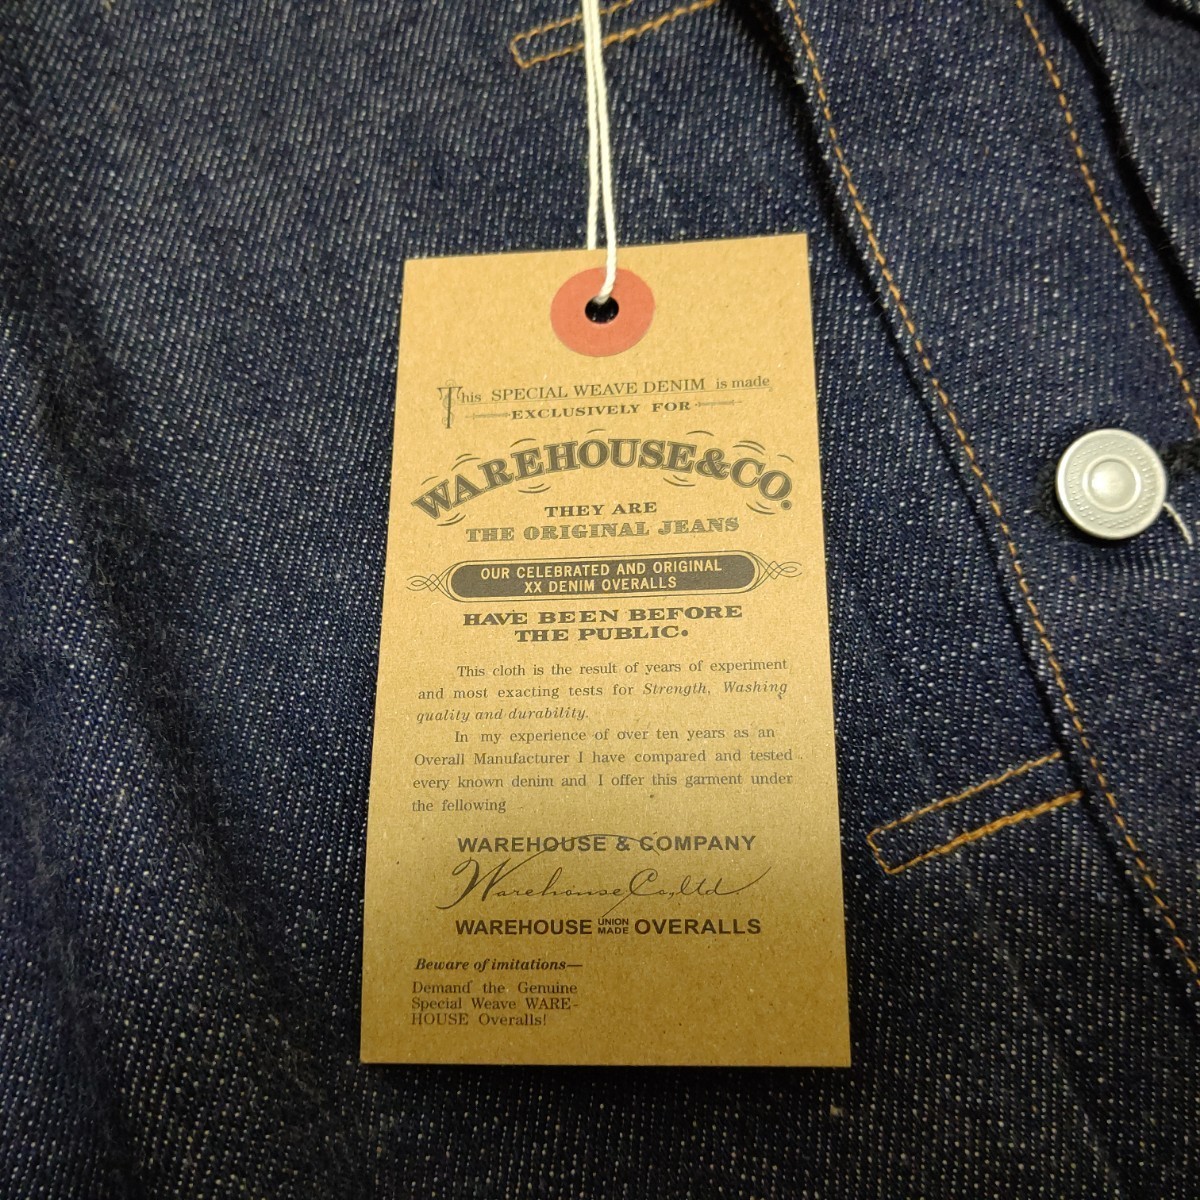 This SPECIAL WEAVE DENIM is made
EXCLUSIVELY FOR
WAREHOUSE&CO.
THEY ARE
THE ORIGINAL JEANS
OUR CELEBRATED AND ORIGINAL
XX DENIM OVERALLS
HAVE BEEN BEFORE
THE PUBLIC.
This cloth is the result of years of experiment
and most exacting tests for Strength, Washing
quality and durability.
In my experience of over ten years as an
Overall Manufacturer I have compared and tested
every known denim and I offer this garment under
the fellowing
WAREHOUSE & COMPANY
Warehouse Co,,ltd
WAREHOUSE UNION MADE OVERALLS
Beware of imitations—
Demand the Genuine
Special Weave WARE-
HOUSE Overalls!